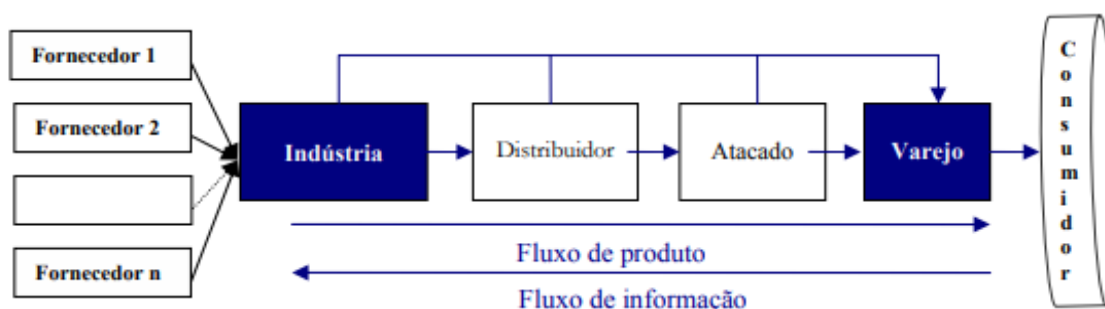 Fornecedor 1
Fornecedor 2
Fornecedor n
Indústria
Distribuidor
Atacado
Varejo
Consumidor
Fluxo de produto
Fluxo de informação